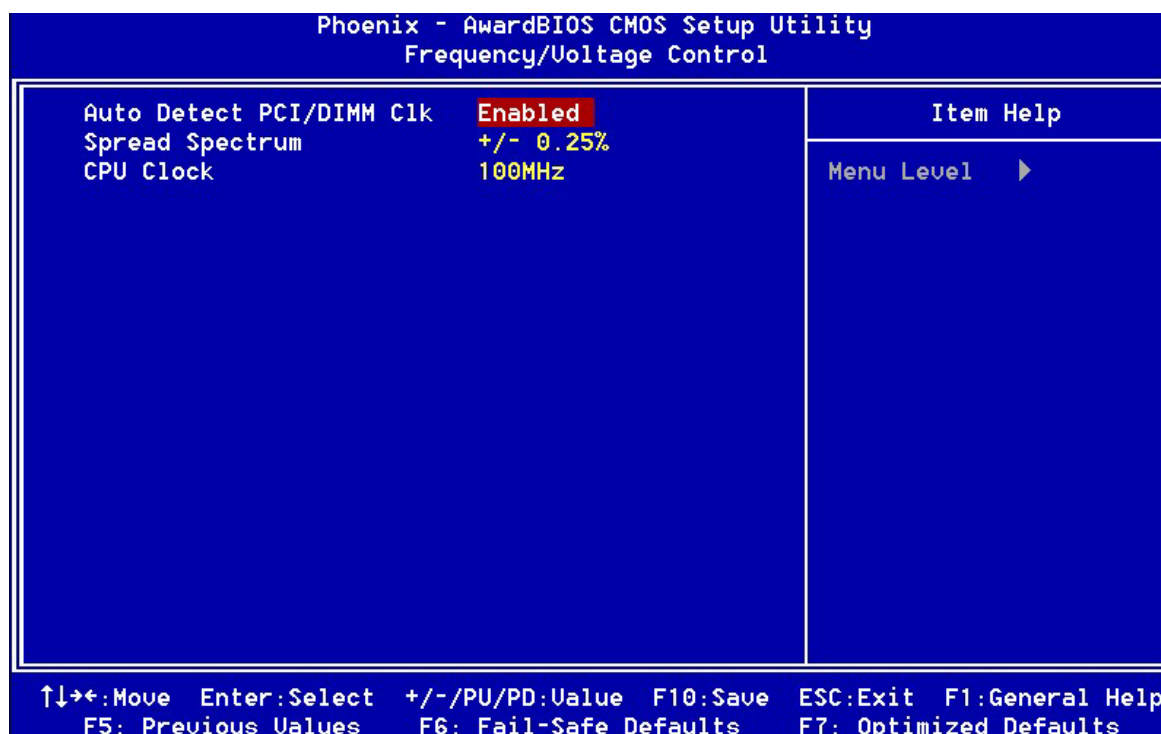 Phoenix - AwardBIOS CMOS Setup Utility
Frequency/Voltage Control
Auto Detect PCI/DIMM Clk Enabled
Spread Spectrum +/- 0.25%
CPU Clock 100MHz
Item Help
Menu Level ▶
↑↓→←:Move Enter:Select +/-/PU/PD:Value F10:Save ESC:Exit F1:General Help
F5: Previous Values F6: Fail-Safe Defaults F7: Optimized Defaults